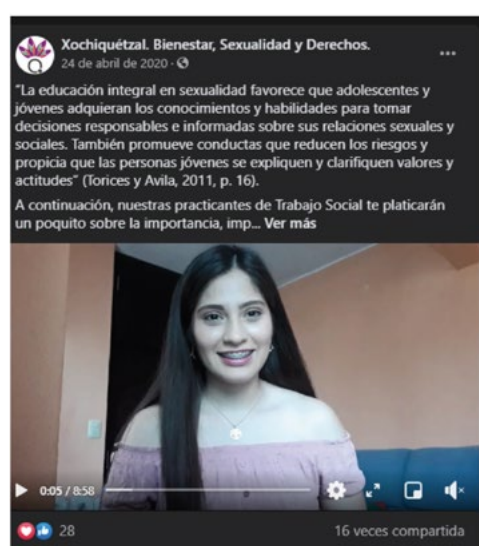 Xochiquétzal. Bienestar, Sexualidad y Derechos.
24 de abril de 2020 ·
"La educación integral en sexualidad favorece que adolescentes y
jóvenes adquieran los conocimientos y habilidades para tomar
decisiones responsables e informadas sobre sus relaciones sexuales y
sociales. También promueve conductas que reducen los riesgos y
propicia que las personas jóvenes se expliquen y clarifiquen valores y
actitudes" (Torices y Avila, 2011, p. 16).
A continuación, nuestras practicantes de Trabajo Social te platicarán
un poquito sobre la importancia, imp... Ver más
0:05 / 8:58
28
16 veces compartida